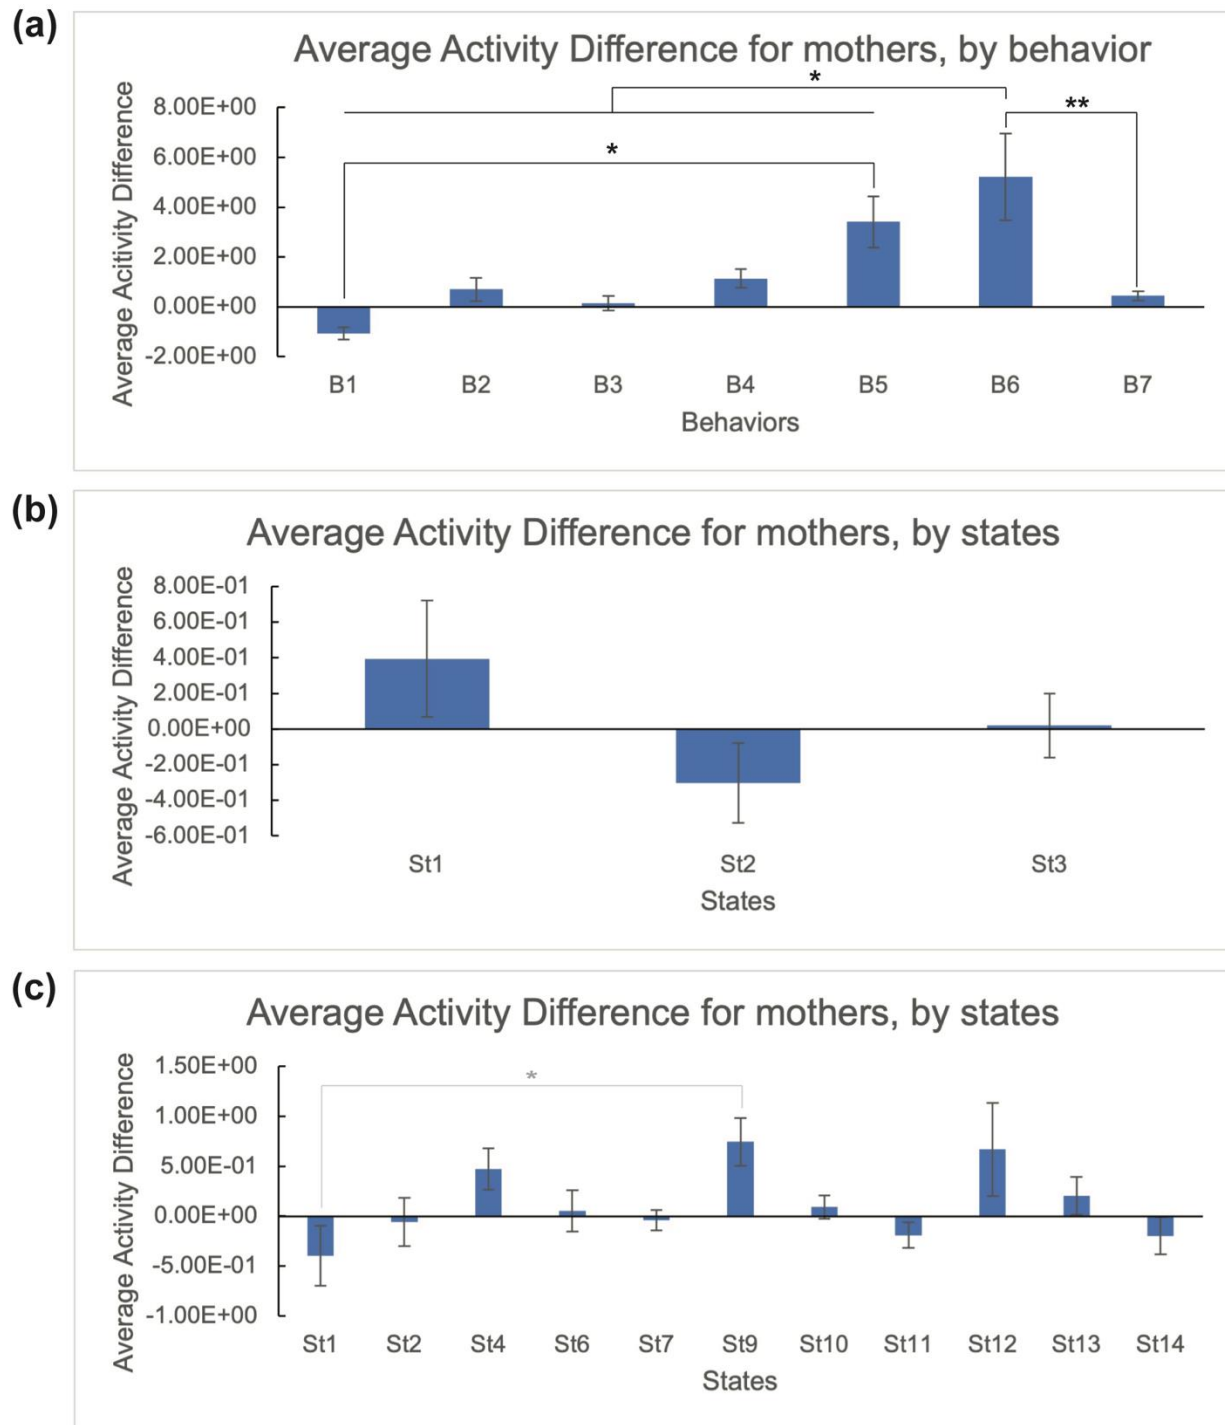 (a)
Average Activity Difference for mothers, by behavior
Average Acitivity Difference
8.00E+00
6.00E+00
4.00E+00
2.00E+00
0.00E+00
-2.00E+00
*
**
*
B1 B2 B3 B4 B5 B6 B7
Behaviors
(b)
Average Activity Difference for mothers, by states
Average Activity Difference
8.00E-01
6.00E-01
4.00E-01
2.00E-01
0.00E+00
-2.00E-01
-4.00E-01
-6.00E-01
St1 St2 St3
States
(c)
Average Activity Difference for mothers, by states
Average Activity Difference
1.50E+00
1.00E+00
5.00E-01
0.00E+00
-5.00E-01
-1.00E+00
*
St1 St2 St4 St6 St7 St9 St10 St11 St12 St13 St14
States